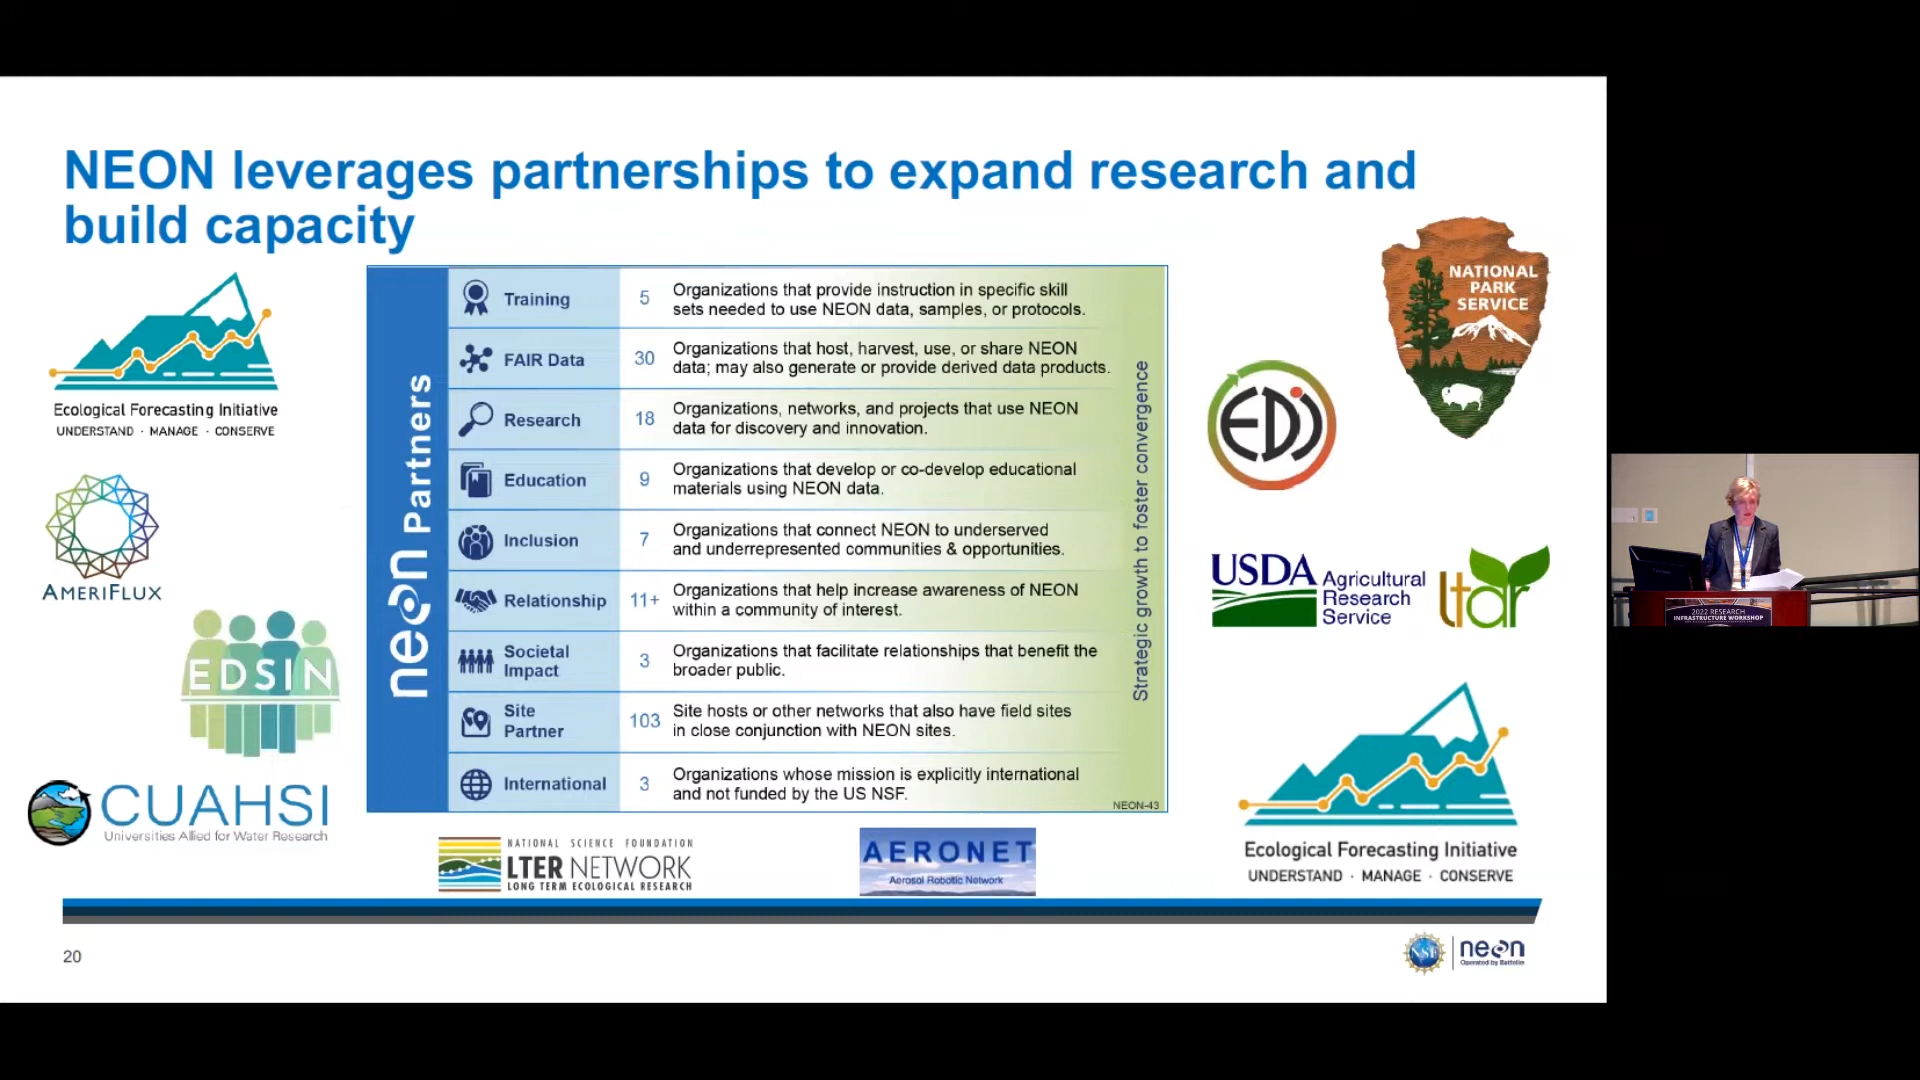 NEON leverages partnerships to expand research and
build capacity
Ecological Forecasting Initiative
UNDERSTAND · MANAGE · CONSERVE
AMERIFLUX
EDSIN
CUAHSI
Universities Allied for Water Research
neon Partners
Training
5
Organizations that provide instruction in specific skill
sets needed to use NEON data, samples, or protocols.
FAIR Data
30
Organizations that host, harvest, use, or share NEON
data; may also generate or provide derived data products.
Research
18
Organizations, networks, and projects that use NEON
data for discovery and innovation.
Education
9
Organizations that develop or co-develop educational
materials using NEON data.
Inclusion
7
Organizations that connect NEON to underserved
and underrepresented communities & opportunities.
Relationship
11+
Organizations that help increase awareness of NEON
within a community of interest.
Societal
Impact
3
Organizations that facilitate relationships that benefit the
broader public.
Site
Partner
103
Site hosts or other networks that also have field sites
in close conjunction with NEON sites.
International
3
Organizations whose mission is explicitly international
and not funded by the US NSF.
Strategic growth to foster convergence
NEON-43
NATIONAL
PARK
SERVICE
EDI
USDA
Agricultural
Research
Service
ltar
Ecological Forecasting Initiative
UNDERSTAND · MANAGE · CONSERVE
NATIONAL SCIENCE FOUNDATION
LTER NETWORK
LONG TERM ECOLOGICAL RESEARCH
AERONET
Aerosol Robotic Network
20
NSF
neon
Operated by Battelle
2022 RESEARCH
INFRASTRUCTURE WORKSHOP